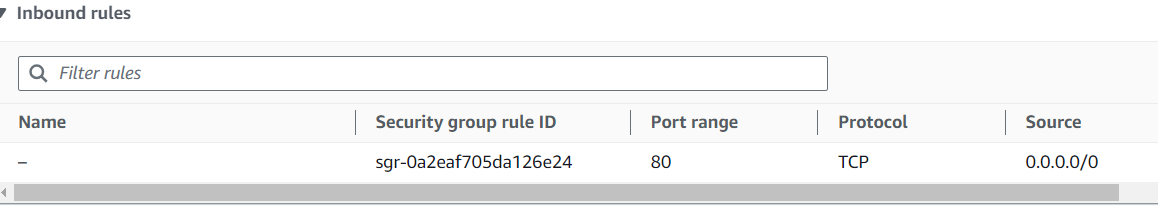 Inbound rules
Filter rules
Name Security group rule ID Port range Protocol Source
– sgr-0a2eaf705da126e24 80 TCP 0.0.0.0/0